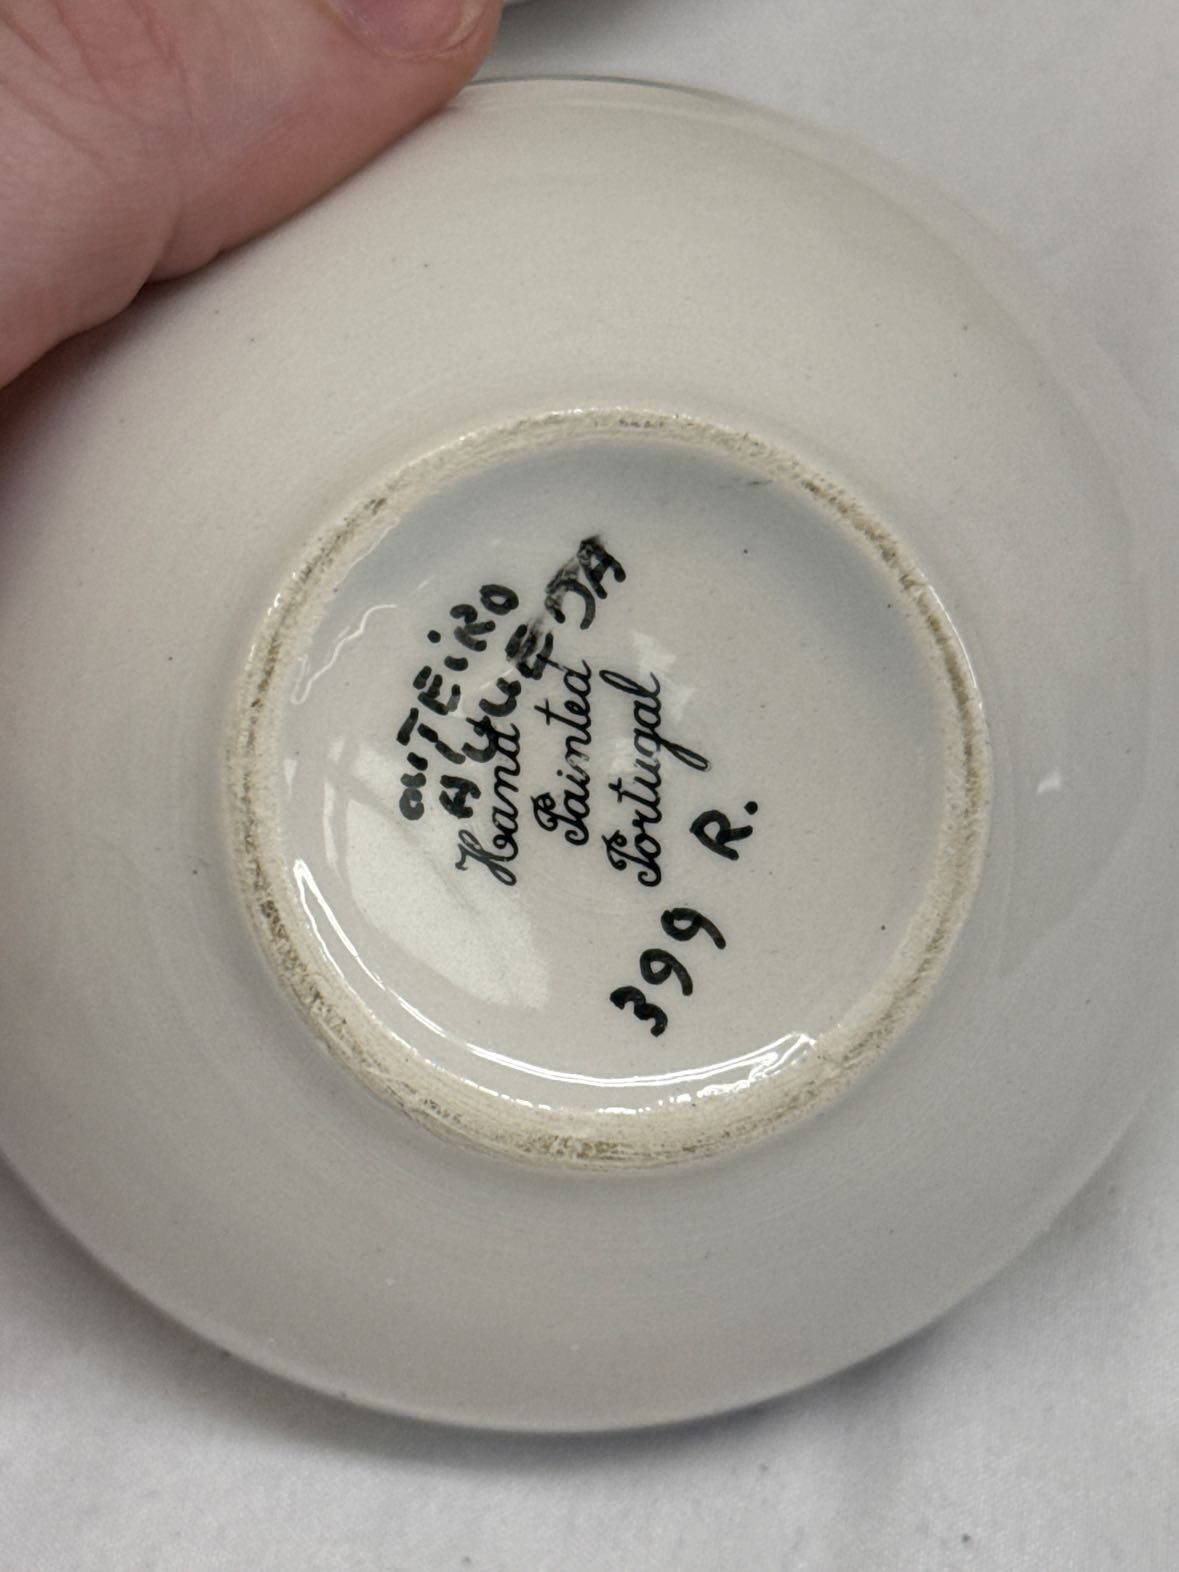 OUTEiRO
AGUEDA
Hand
Painted
Portugal
399 R.